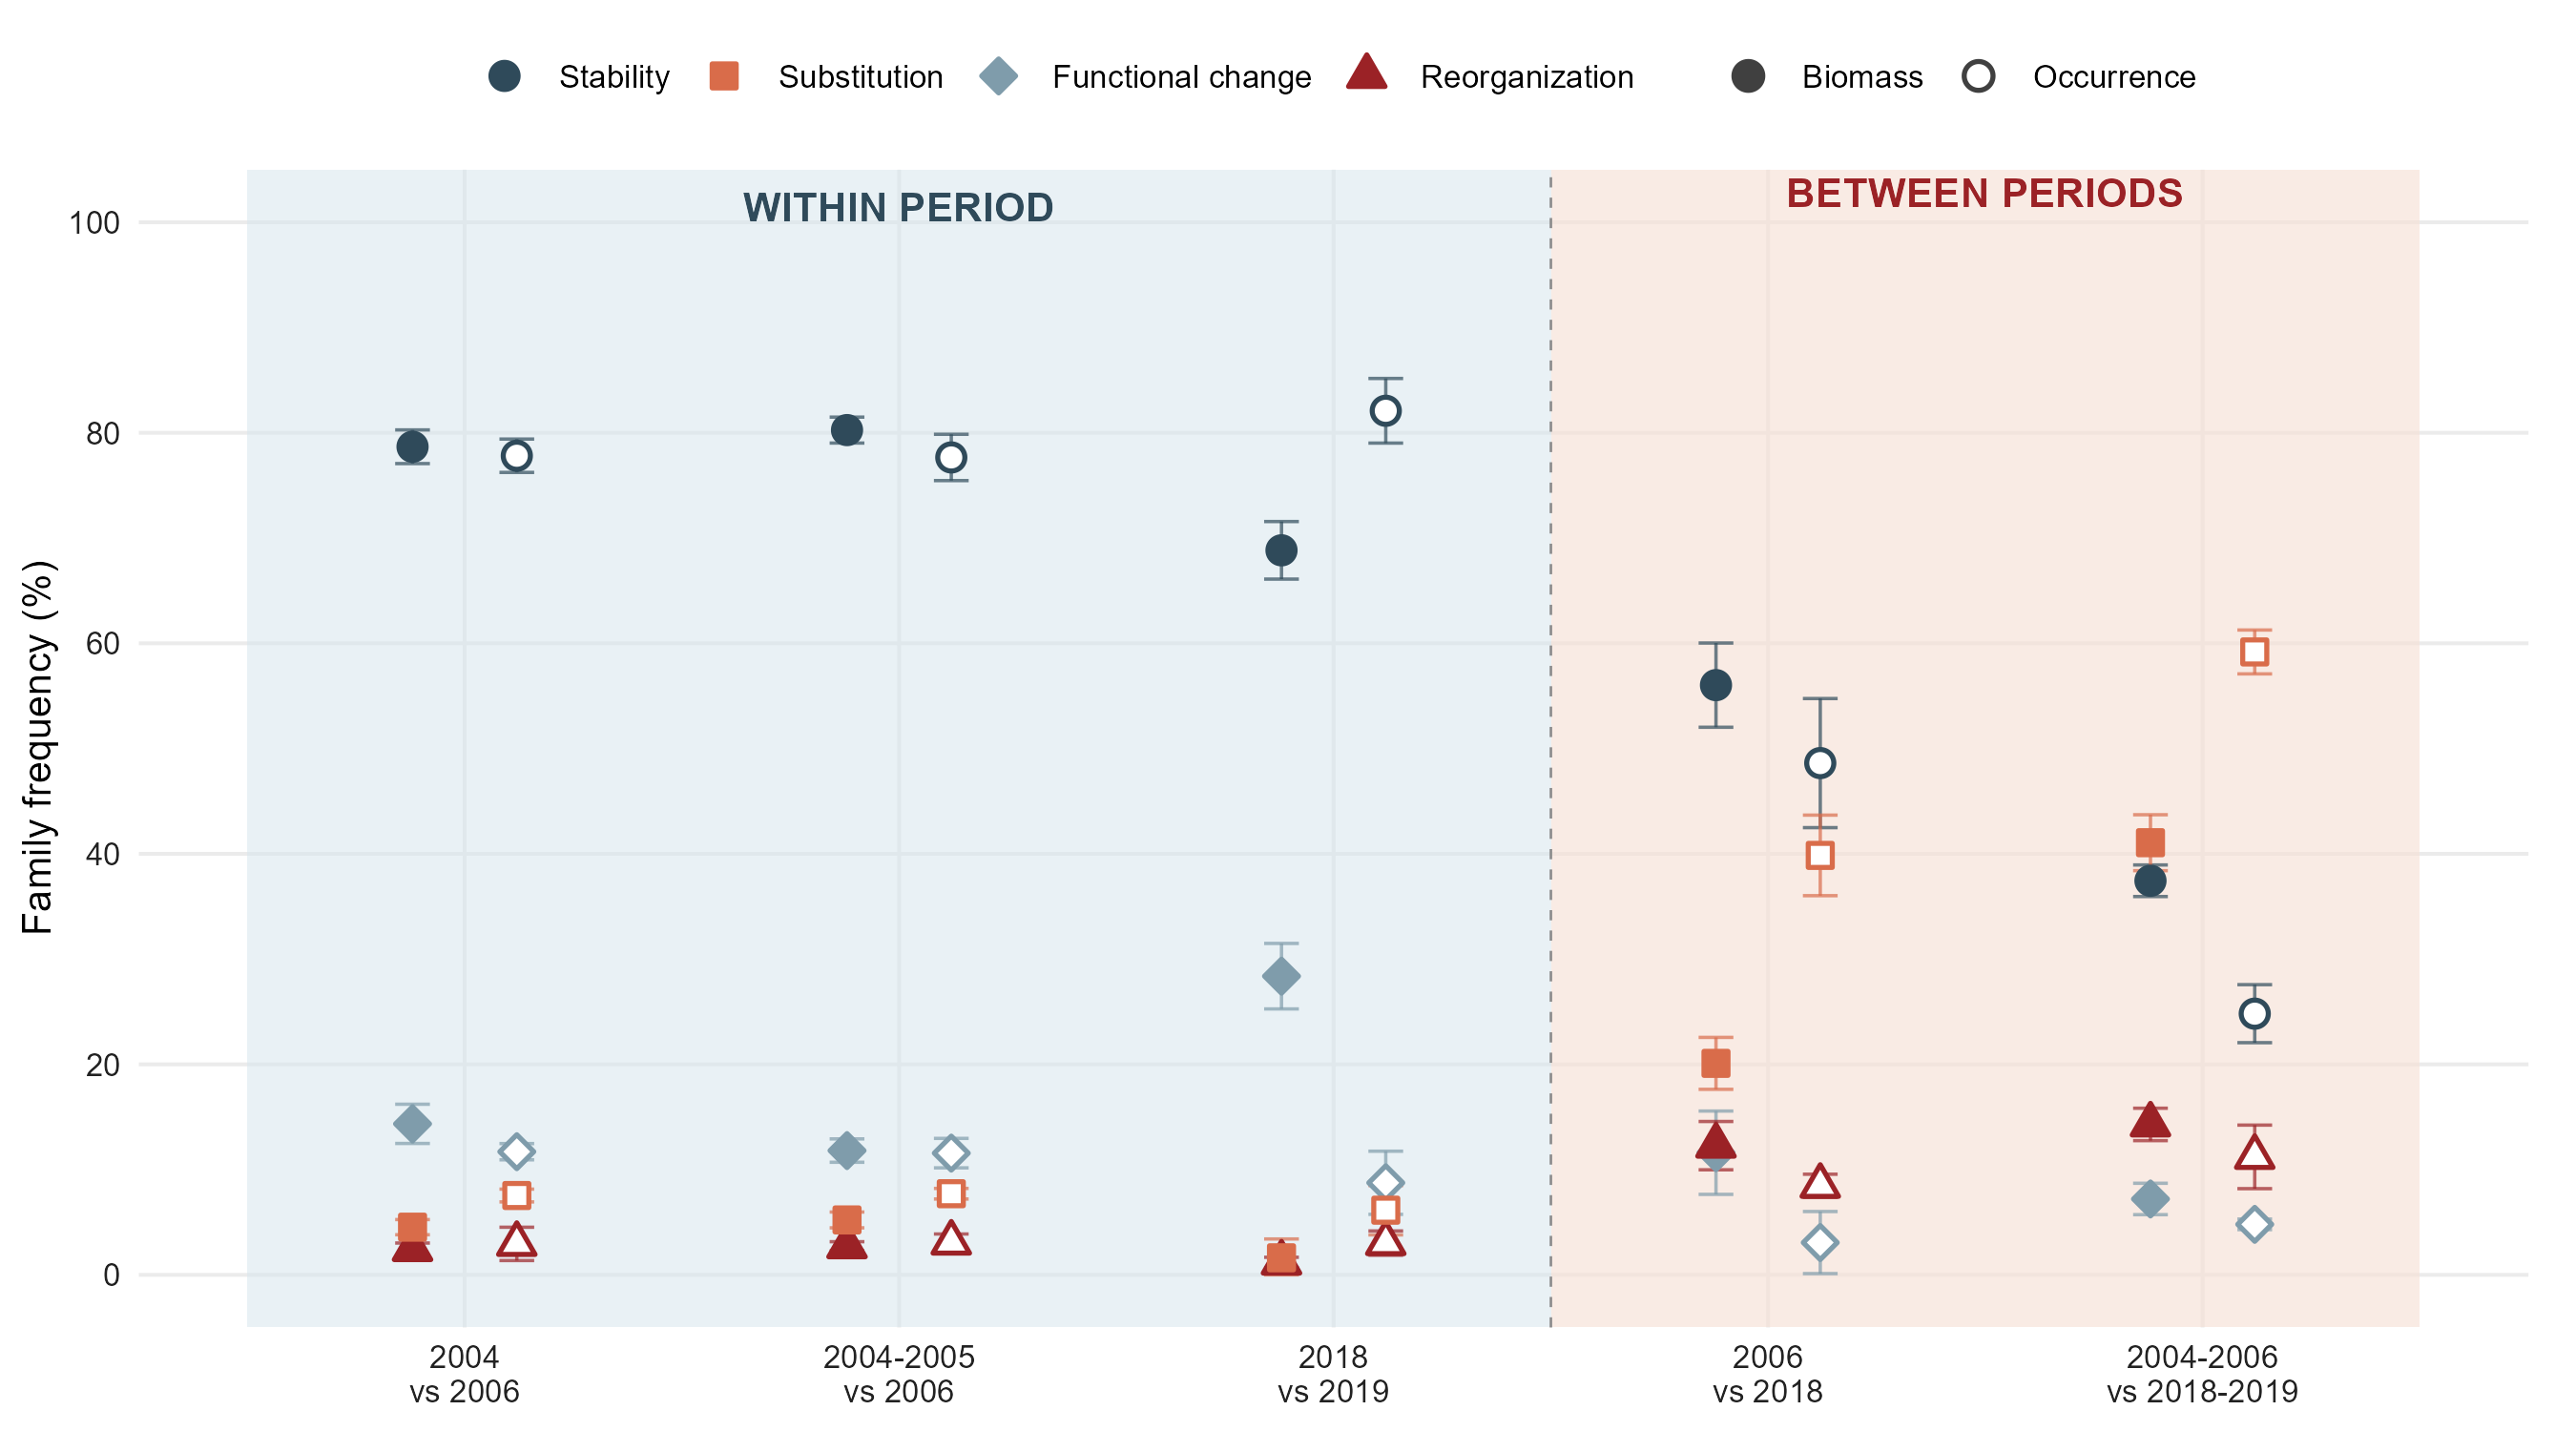 Stability Substitution Functional change Reorganization Biomass Occurrence
WITHIN PERIOD
BETWEEN PERIODS
Family frequency (%)
100
80
60
40
20
0
2004
vs 2006
2004-2005
vs 2006
2018
vs 2019
2006
vs 2018
2004-2006
vs 2018-2019